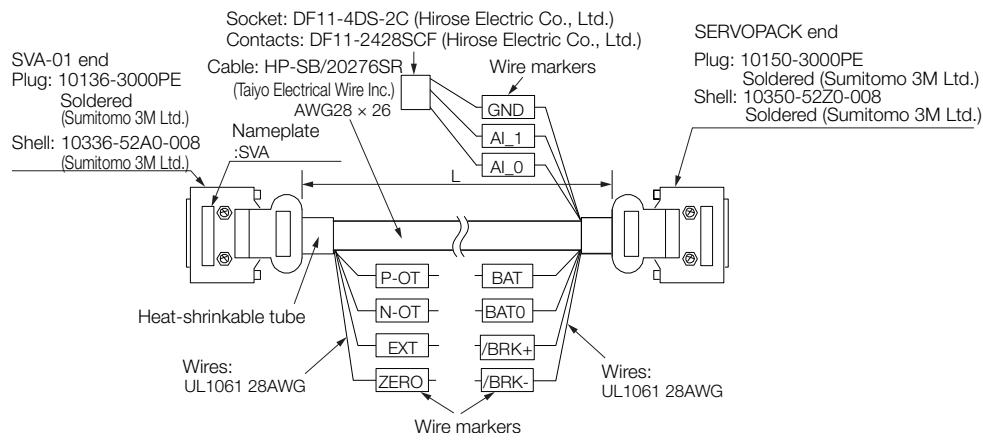 Socket: DF11-4DS-2C (Hirose Electric Co., Ltd.)
Contacts: DF11-2428SCF (Hirose Electric Co., Ltd.)
SERVOPACK end
Plug: 10150-3000PE
Soldered (Sumitomo 3M Ltd.)
Shell: 10350-52Z0-008
Soldered (Sumitomo 3M Ltd.)
SVA-01 end
Plug: 10136-3000PE
Soldered
(Sumitomo 3M Ltd.)
Shell: 10336-52A0-008
(Sumitomo 3M Ltd.)
Cable: HP-SB/20276SR
(Taiyo Electrical Wire Inc.)
AWG28 × 26
Wire markers
Nameplate
:SVA
GND
AI_1
AI_0
L
P-OT
N-OT
EXT
ZERO
BAT
BAT0
/BRK+
/BRK-
Heat-shrinkable tube
Wires:
UL1061 28AWG
Wires:
UL1061 28AWG
Wire markers